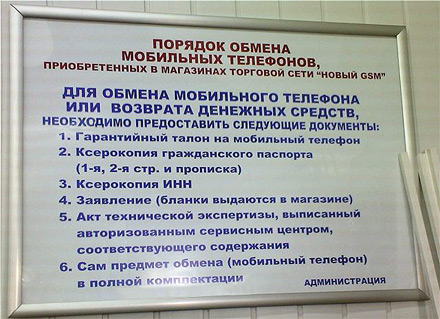 ПОРЯДОК ОБМЕНА
МОБИЛЬНЫХ ТЕЛЕФОНОВ,
ПРИОБРЕТЕННЫХ В МАГАЗИНАХ ТОРГОВОЙ СЕТИ "НОВЫЙ GSM"
ДЛЯ ОБМЕНА МОБИЛЬНОГО ТЕЛЕФОНА
ИЛИ ВОЗВРАТА ДЕНЕЖНЫХ СРЕДСТВ,
НЕОБХОДИМО ПРЕДОСТАВИТЬ СЛЕДУЮЩИЕ ДОКУМЕНТЫ:
1. Гарантийный талон на мобильный телефон
2. Ксерокопия гражданского паспорта
(1-я, 2-я стр. и прописка)
3. Ксерокопия ИНН
4. Заявление (бланки выдаются в магазине)
5. Акт технической экспертизы, выписанный
авторизованным сервисным центром,
соответствующего содержания
6. Сам предмет обмена (мобильный телефон)
в полной комплектации
АДМИНИСТРАЦИЯ